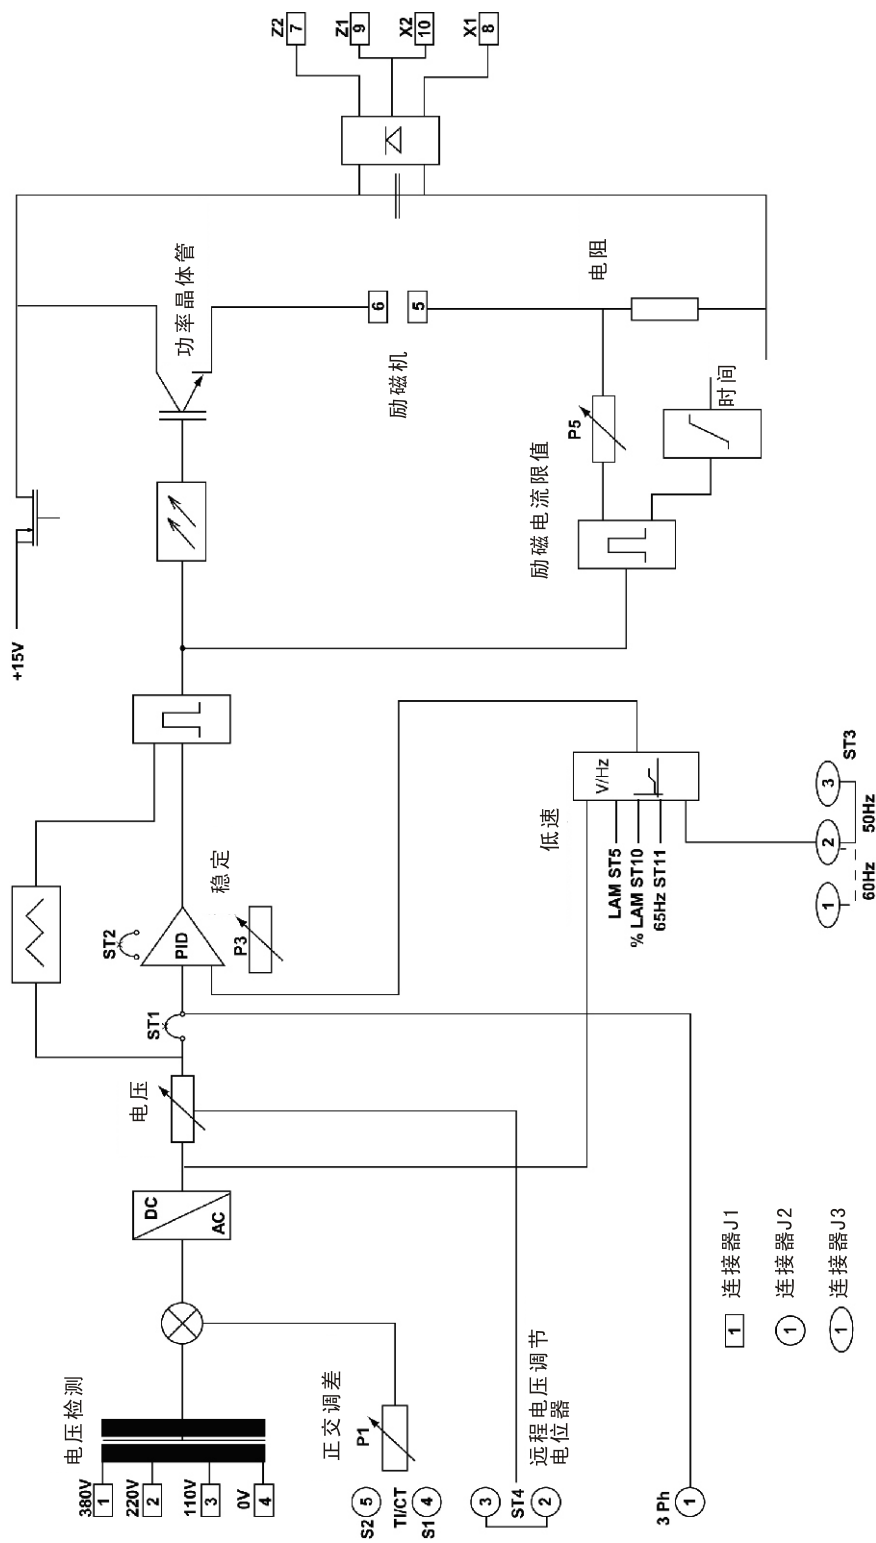 电压检测
380V
1
220V
2
110V
3
0V
4
DC
AC
电压
ST1
ST2
PID
P3
稳定
+15V
功率晶体管
Z2
7
Z1
9
X2
10
X1
8
励磁机
6
5
电阻
P5
励磁电流限值
时间
低速
V/Hz
LAM ST5
% LAM ST10
65Hz ST11
1
2
3
ST3
60Hz
50Hz
正交调差
P1
S2
5
TI/CT
S1
4
远程电压调节
电位器
3
ST4
2
3 Ph
1
1 连接器J1
1 连接器J2
1 连接器J3